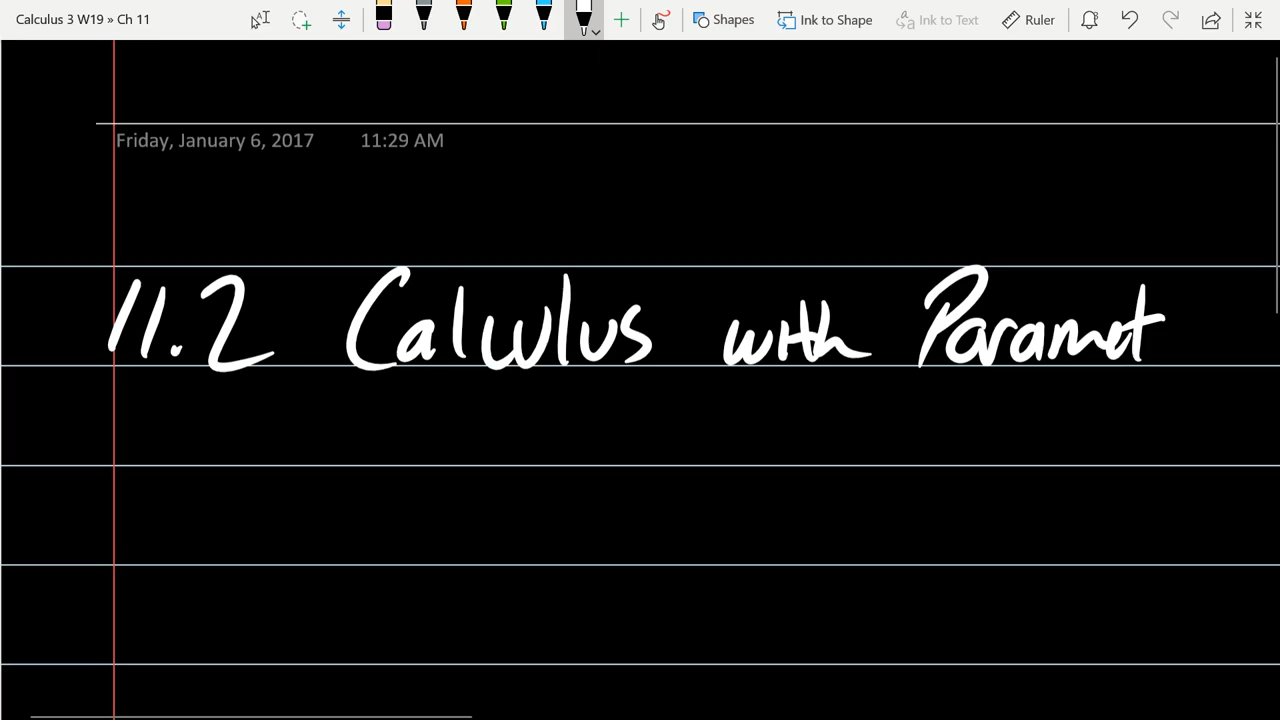 Calculus 3 W19 » Ch 11
Shapes
Ink to Shape
Ink to Text
Ruler
Friday, January 6, 2017 11:29 AM
11.2 Calculus with Paramet